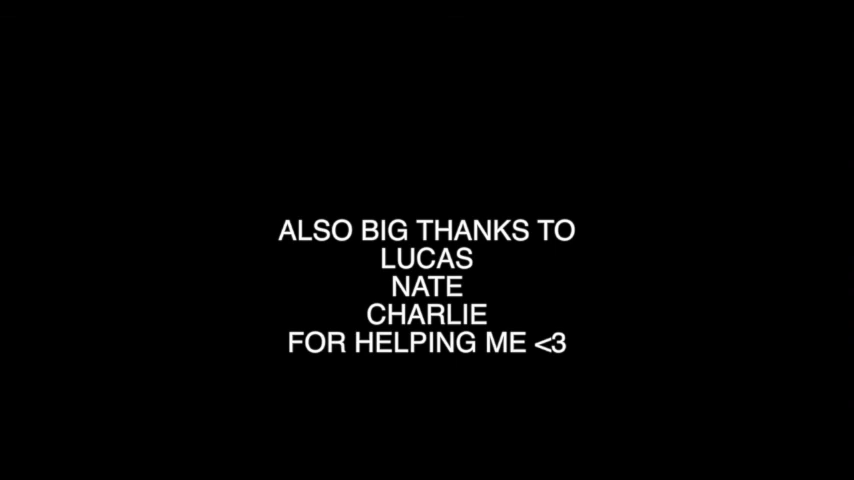 ALSO BIG THANKS TO
LUCAS
NATE
CHARLIE
FOR HELPING ME <3